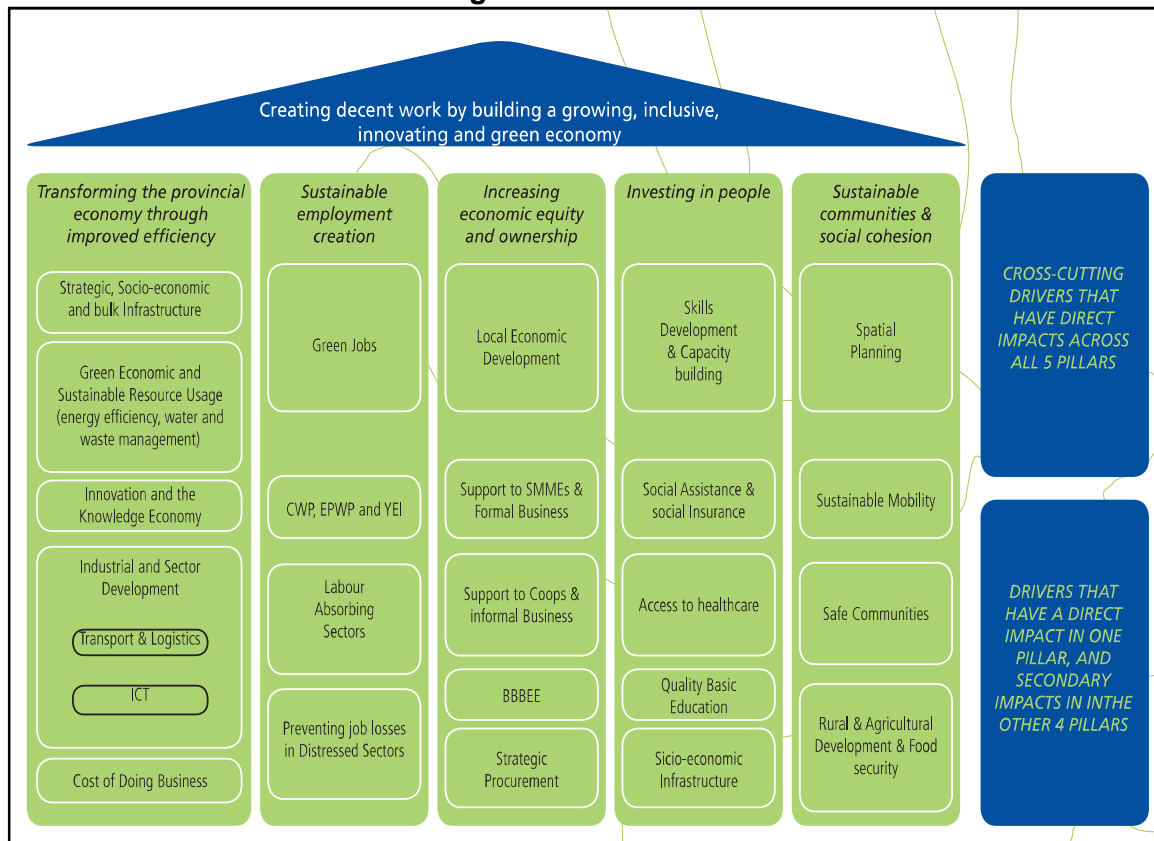 Creating decent work by building a growing, inclusive,
innovating and green economy
Transforming the provincial
economy through
improved efficiency
Strategic, Socio-economic
and bulk Infrastructure
Green Economic and
Sustainable Resource Usage
(energy efficiency, water and
waste management)
Innovation and the
Knowledge Economy
Industrial and Sector
Development
Transport & Logistics
ICT
Cost of Doing Business
Sustainable
employment
creation
Green Jobs
CWP, EPWP and YEI
Labour
Absorbing
Sectors
Preventing job losses
in Distressed Sectors
Increasing
economic equity
and ownership
Local Economic
Development
Support to SMMEs &
Formal Business
Support to Coops &
informal Business
BBBEE
Strategic
Procurement
Investing in people
Skills
Development
& Capacity
building
Social Assistance &
social Insurance
Access to healthcare
Quality Basic
Education
Sicio-economic
Infrastructure
Sustainable
communities &
social cohesion
Spatial
Planning
Sustainable Mobility
Safe Communities
Rural & Agricultural
Development & Food
security
CROSS-CUTTING
DRIVERS THAT
HAVE DIRECT
IMPACTS ACROSS
ALL 5 PILLARS
DRIVERS THAT
HAVE A DIRECT
IMPACT IN ONE
PILLAR, AND
SECONDARY
IMPACTS IN INTHE
OTHER 4 PILLARS